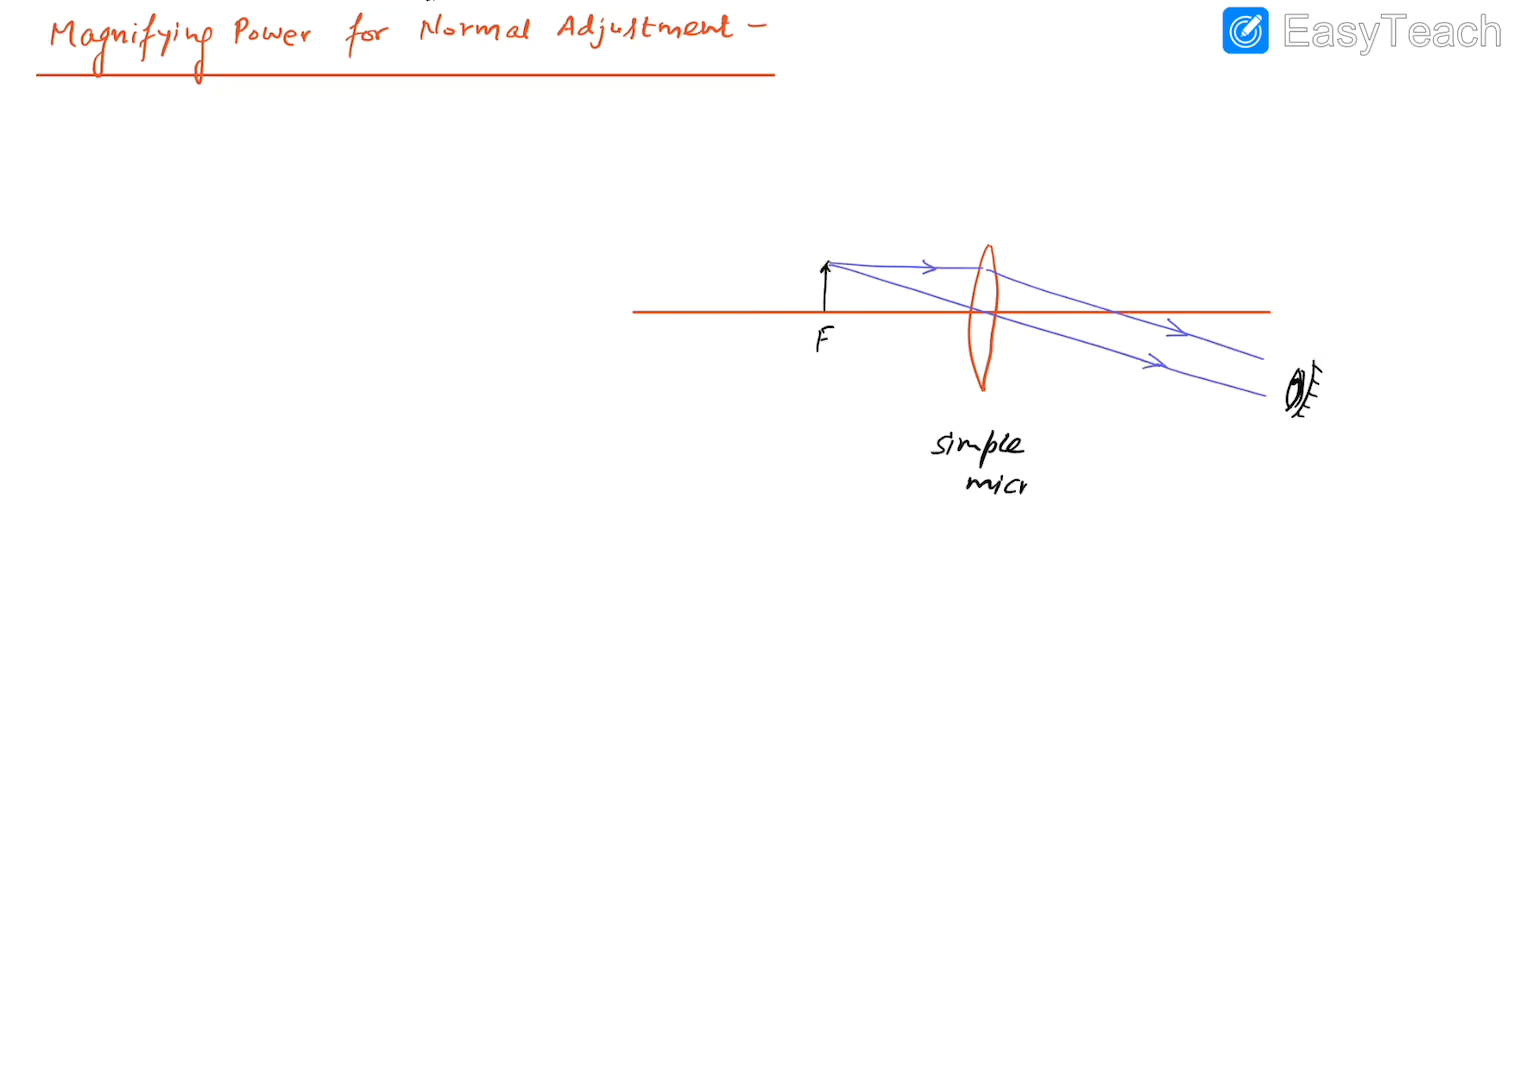 Magnifying Power for Normal Adjustment -
EasyTeach
F
simple
micr